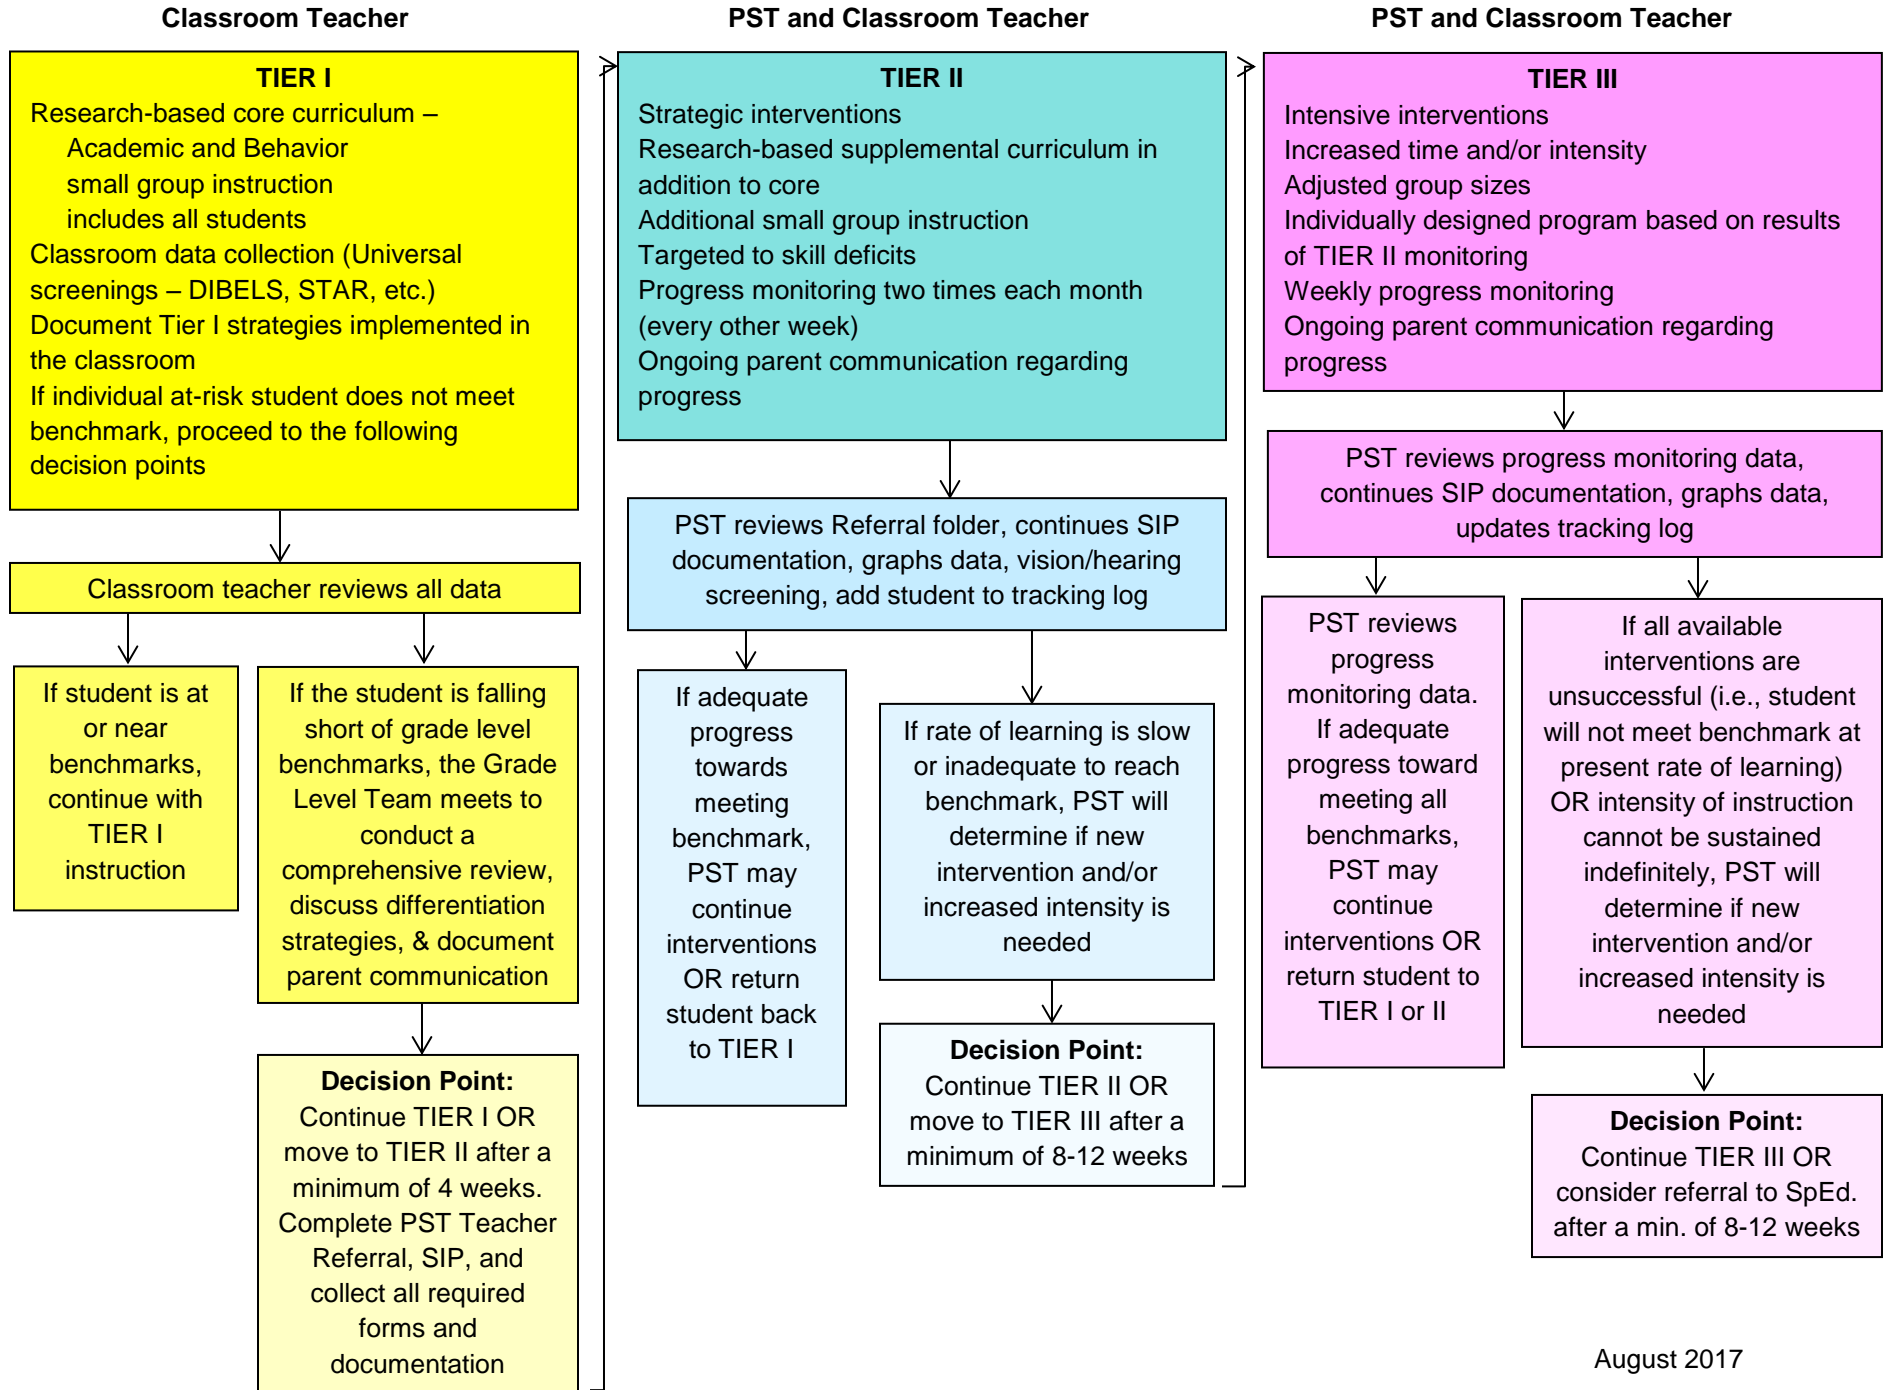 Classroom Teacher
TIER I
Research-based core curriculum –
Academic and Behavior
small group instruction
includes all students
Classroom data collection (Universal
screenings – DIBELS, STAR, etc.)
Document Tier I strategies implemented in
the classroom
If individual at-risk student does not meet
benchmark, proceed to the following
decision points
Classroom teacher reviews all data
If student is at
or near
benchmarks,
continue with
TIER I
instruction
If the student is falling
short of grade level
benchmarks, the Grade
Level Team meets to
conduct a
comprehensive review,
discuss differentiation
strategies, & document
parent communication
Decision Point:
Continue TIER I OR
move to TIER II after a
minimum of 4 weeks.
Complete PST Teacher
Referral, SIP, and
collect all required
forms and
documentation
PST and Classroom Teacher
TIER II
Strategic interventions
Research-based supplemental curriculum in
addition to core
Additional small group instruction
Targeted to skill deficits
Progress monitoring two times each month
(every other week)
Ongoing parent communication regarding
progress
PST reviews Referral folder, continues SIP
documentation, graphs data, vision/hearing
screening, add student to tracking log
If adequate
progress
towards
meeting
benchmark,
PST may
continue
interventions
OR return
student back
to TIER I
If rate of learning is slow
or inadequate to reach
benchmark, PST will
determine if new
intervention and/or
increased intensity is
needed
Decision Point:
Continue TIER II OR
move to TIER III after a
minimum of 8-12 weeks
PST and Classroom Teacher
TIER III
Intensive interventions
Increased time and/or intensity
Adjusted group sizes
Individually designed program based on results
of TIER II monitoring
Weekly progress monitoring
Ongoing parent communication regarding
progress
PST reviews progress monitoring data,
continues SIP documentation, graphs data,
updates tracking log
PST reviews
progress
monitoring data.
If adequate
progress toward
meeting all
benchmarks,
PST may
continue
interventions OR
return student to
TIER I or II
If all available
interventions are
unsuccessful (i.e., student
will not meet benchmark at
present rate of learning)
OR intensity of instruction
cannot be sustained
indefinitely, PST will
determine if new
intervention and/or
increased intensity is
needed
Decision Point:
Continue TIER III OR
consider referral to SpEd.
after a min. of 8-12 weeks
August 2017